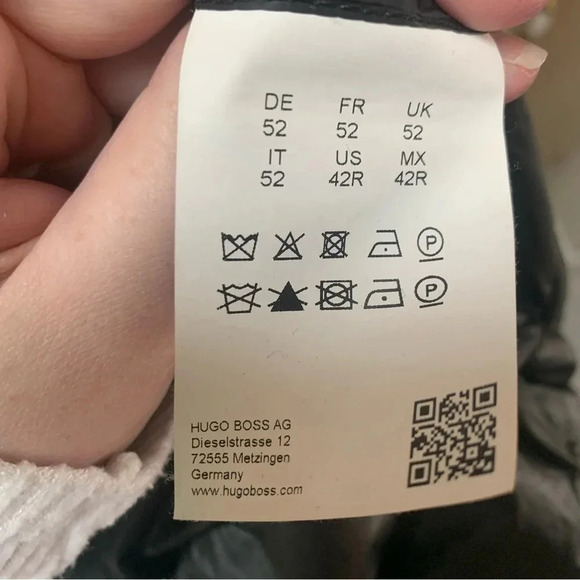 DE FR UK
52 52 52
IT US MX
52 42R 42R
P
P
HUGO BOSS AG
Dieselstrasse 12
72555 Metzingen
Germany
www.hugoboss.com